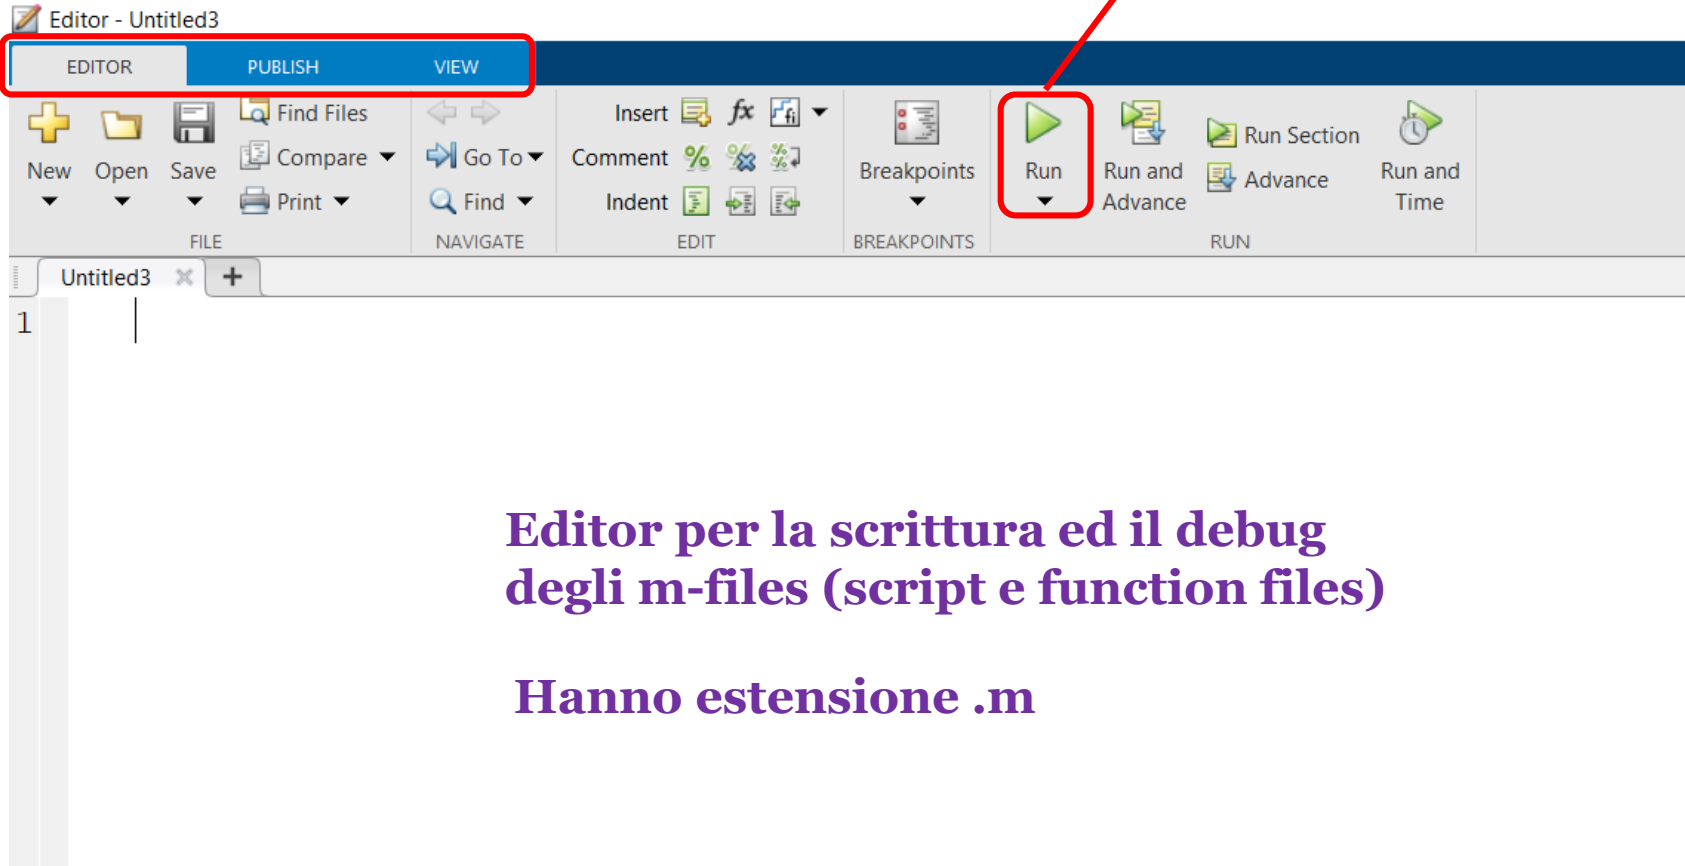 Editor - Untitled3
EDITOR PUBLISH VIEW
New Open Save
Find Files
Compare
Print
FILE
Go To
Find
NAVIGATE
Insert fx fi
Comment % % %
Indent
EDIT
Breakpoints
BREAKPOINTS
Run
Run and
Advance
Run Section
Advance
Run and
Time
RUN
Untitled3 +
1
Editor per la scrittura ed il debug
degli m-files (script e function files)
Hanno estensione .m